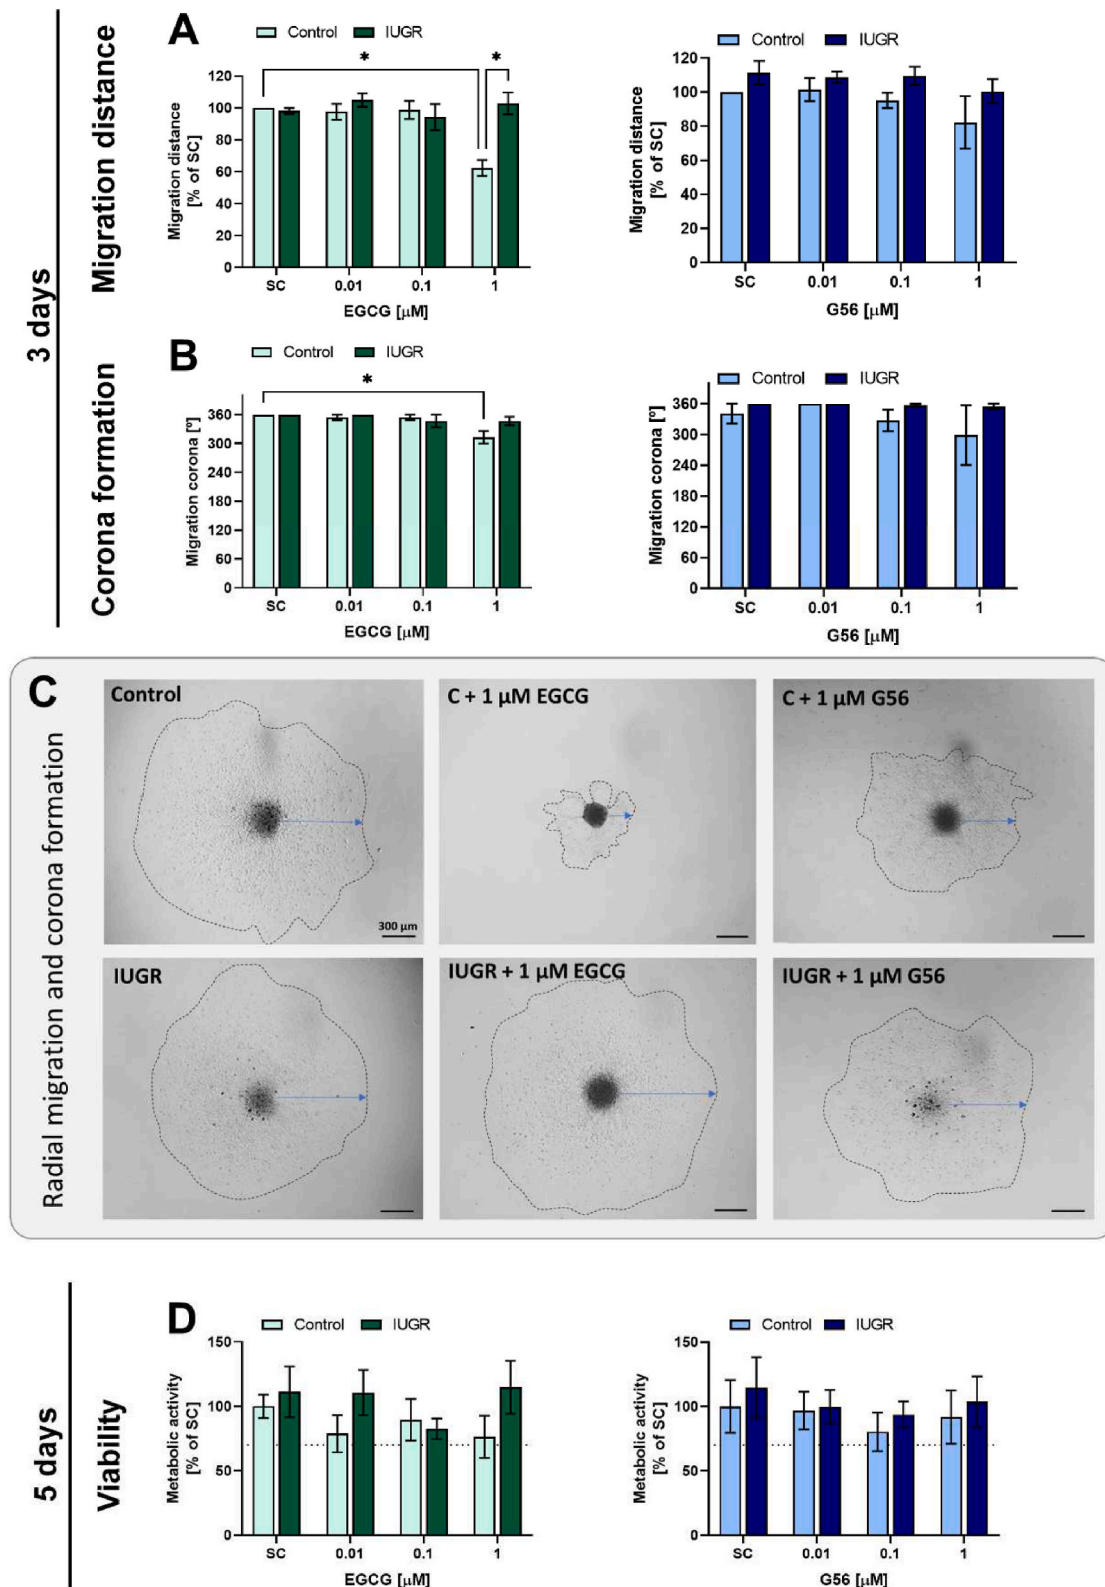 3 days
Migration distance
A
Control IUGR
*
*
Migration distance
[% of SC]
120
100
80
60
40
20
0
SC 0.01 0.1 1
EGCG [μM]
Control IUGR
Migration distance
[% of SC]
120
100
80
60
40
20
0
SC 0.01 0.1 1
G56 [μM]
Corona formation
B
Control IUGR
*
Migration corona [º]
360
300
240
180
120
60
0
SC 0.01 0.1 1
EGCG [μM]
Control IUGR
Migration corona [º]
360
300
240
180
120
60
0
SC 0.01 0.1 1
G56 [μM]
C
Radial migration and corona formation
Control
300 μm
C + 1 μM EGCG
C + 1 μM G56
IUGR
IUGR + 1 μM EGCG
IUGR + 1 μM G56
5 days
Viability
D
Control IUGR
Metabolic activity
[% of SC]
150
100
50
0
SC 0.01 0.1 1
EGCG [μM]
Control IUGR
Metabolic activity
[% of SC]
150
100
50
0
SC 0.01 0.1 1
G56 [μM]